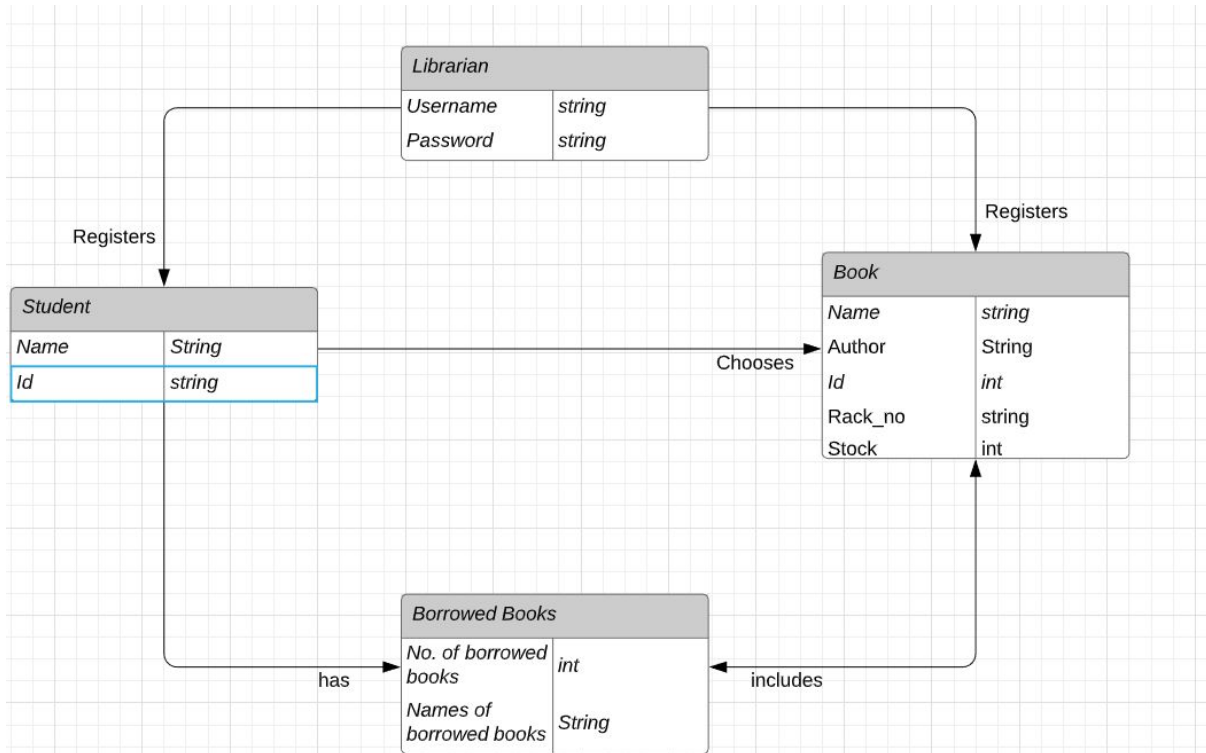 Librarian
Username string
Password string
Registers
Registers
Student
Name String
Id string
Chooses
Book
Name string
Author String
Id int
Rack_no string
Stock int
Borrowed Books
No. of borrowed
books
int
Names of
borrowed books
String
has
includes